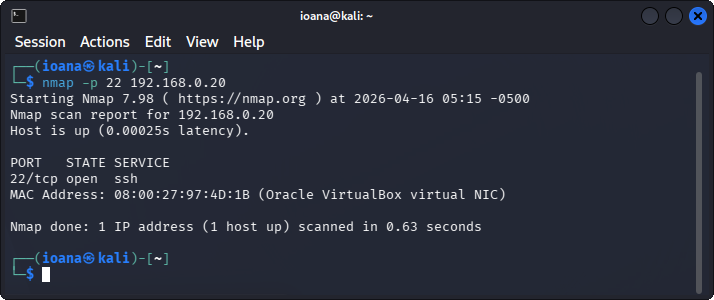 ioana@kali: ~
Session Actions Edit View Help
┌──(ioana㉿kali)-[~]
└─$ nmap -p 22 192.168.0.20
Starting Nmap 7.98 ( https://nmap.org ) at 2026-04-16 05:15 -0500
Nmap scan report for 192.168.0.20
Host is up (0.00025s latency).
PORT   STATE SERVICE
22/tcp open  ssh
MAC Address: 08:00:27:97:4D:1B (Oracle VirtualBox virtual NIC)
Nmap done: 1 IP address (1 host up) scanned in 0.63 seconds
┌──(ioana㉿kali)-[~]
└─$